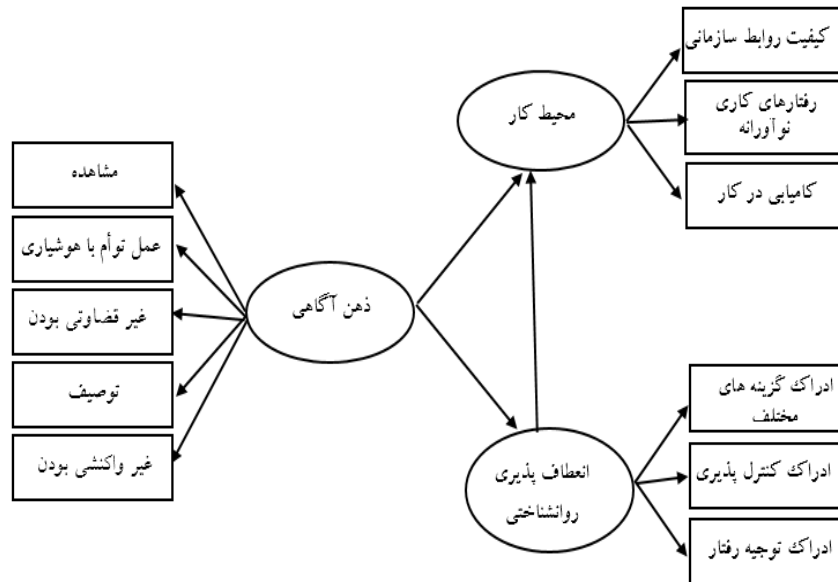 کیفیت روابط سازمانی
رفتارهای کاری
نوآورانه
کامیابی در کار
محیط کار
مشاهده
عمل توأم با هوشیاری
غیر قضاوتی بودن
توصیف
غیر واکنشی بودن
ذهن آگاهی
انعطاف پذیری
روانشناختی
ادراک گزینه های
مختلف
ادراک کنترل پذیری
ادراک توجیه رفتار